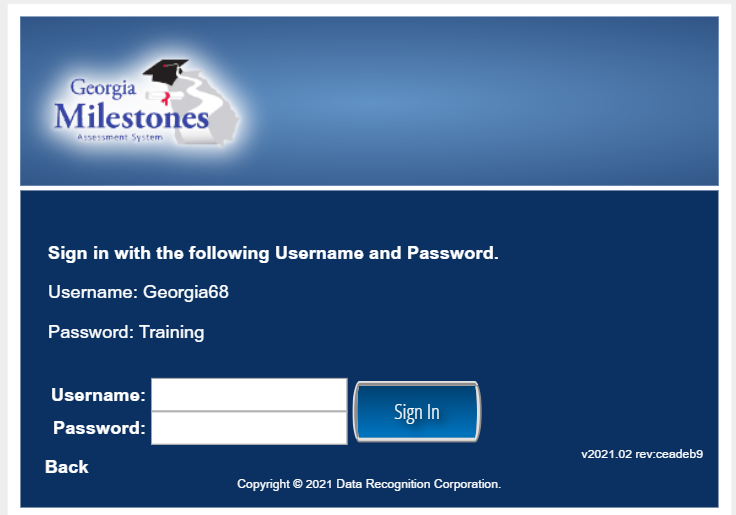 Georgia
Milestones
Assessment System
Sign in with the following Username and Password.
Username: Georgia68
Password: Training
Username:
Sign In
Password:
v2021.02 rev:ceadeb9
Back
Copyright © 2021 Data Recognition Corporation.